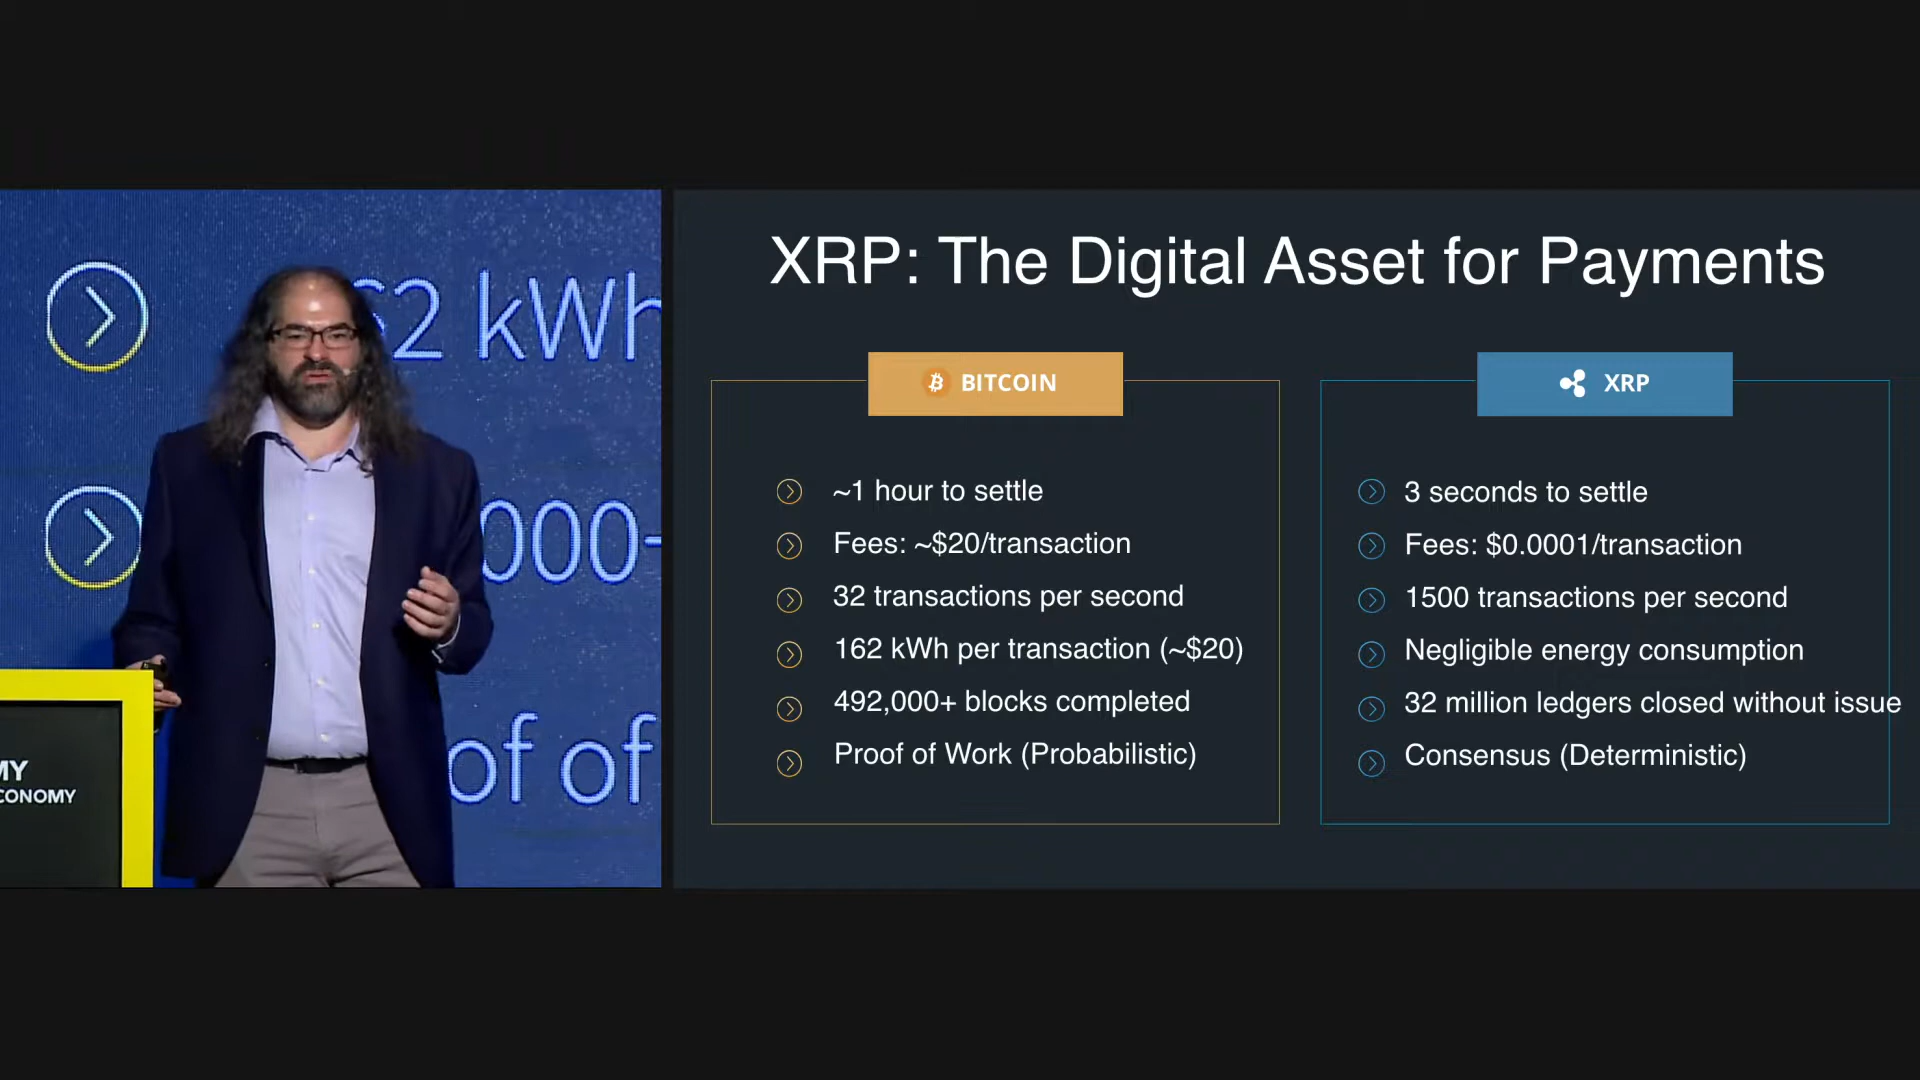 62 kWh
000-
of of
MY
CONOMY
XRP: The Digital Asset for Payments
BITCOIN
~1 hour to settle
Fees: ~$20/transaction
32 transactions per second
162 kWh per transaction (~$20)
492,000+ blocks completed
Proof of Work (Probabilistic)
XRP
3 seconds to settle
Fees: $0.0001/transaction
1500 transactions per second
Negligible energy consumption
32 million ledgers closed without issue
Consensus (Deterministic)